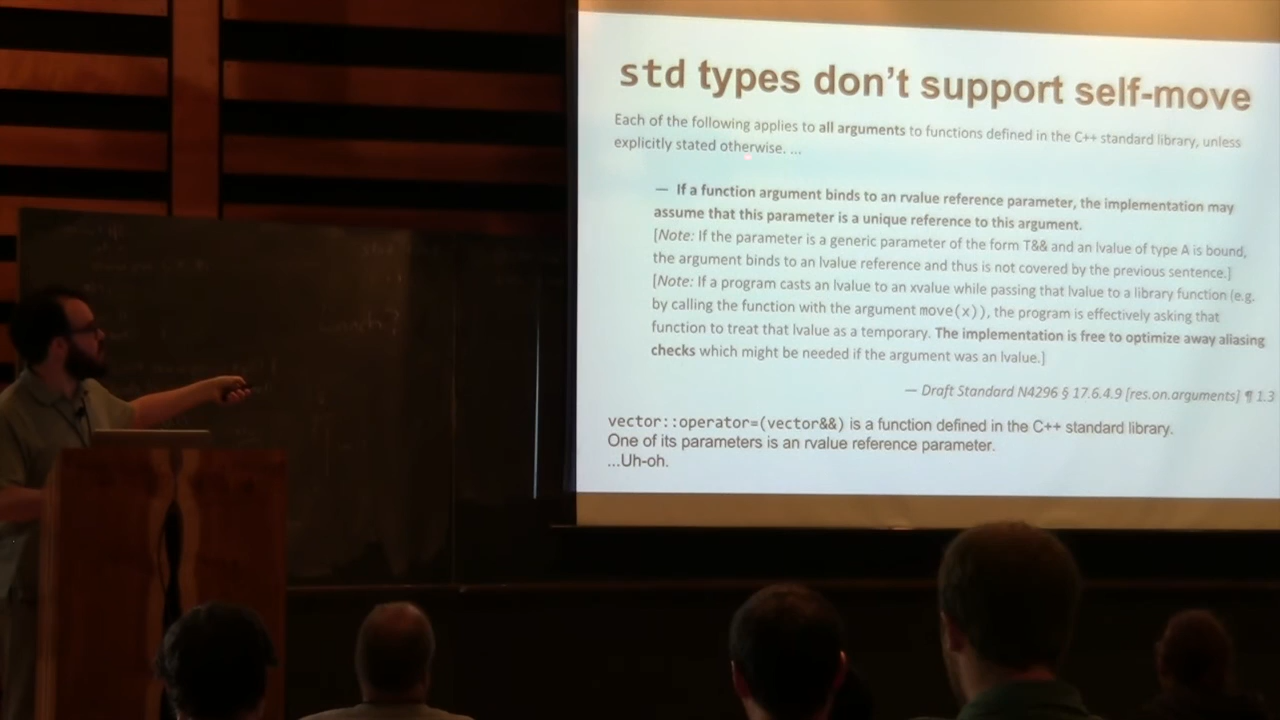 std types don't support self-move
Each of the following applies to all arguments to functions defined in the C++ standard library, unless
explicitly stated otherwise. ...
— If a function argument binds to an rvalue reference parameter, the implementation may
assume that this parameter is a unique reference to this argument.
[Note: If the parameter is a generic parameter of the form T&& and an lvalue of type A is bound,
the argument binds to an lvalue reference and thus is not covered by the previous sentence.]
[Note: If a program casts an lvalue to an xvalue while passing that lvalue to a library function (e.g.
by calling the function with the argument move(x)), the program is effectively asking that
function to treat that lvalue as a temporary. The implementation is free to optimize away aliasing
checks which might be needed if the argument was an lvalue.]
— Draft Standard N4296 § 17.6.4.9 [res.on.arguments] ¶ 1.3
vector::operator=(vector&&) is a function defined in the C++ standard library.
One of its parameters is an rvalue reference parameter.
...Uh-oh.